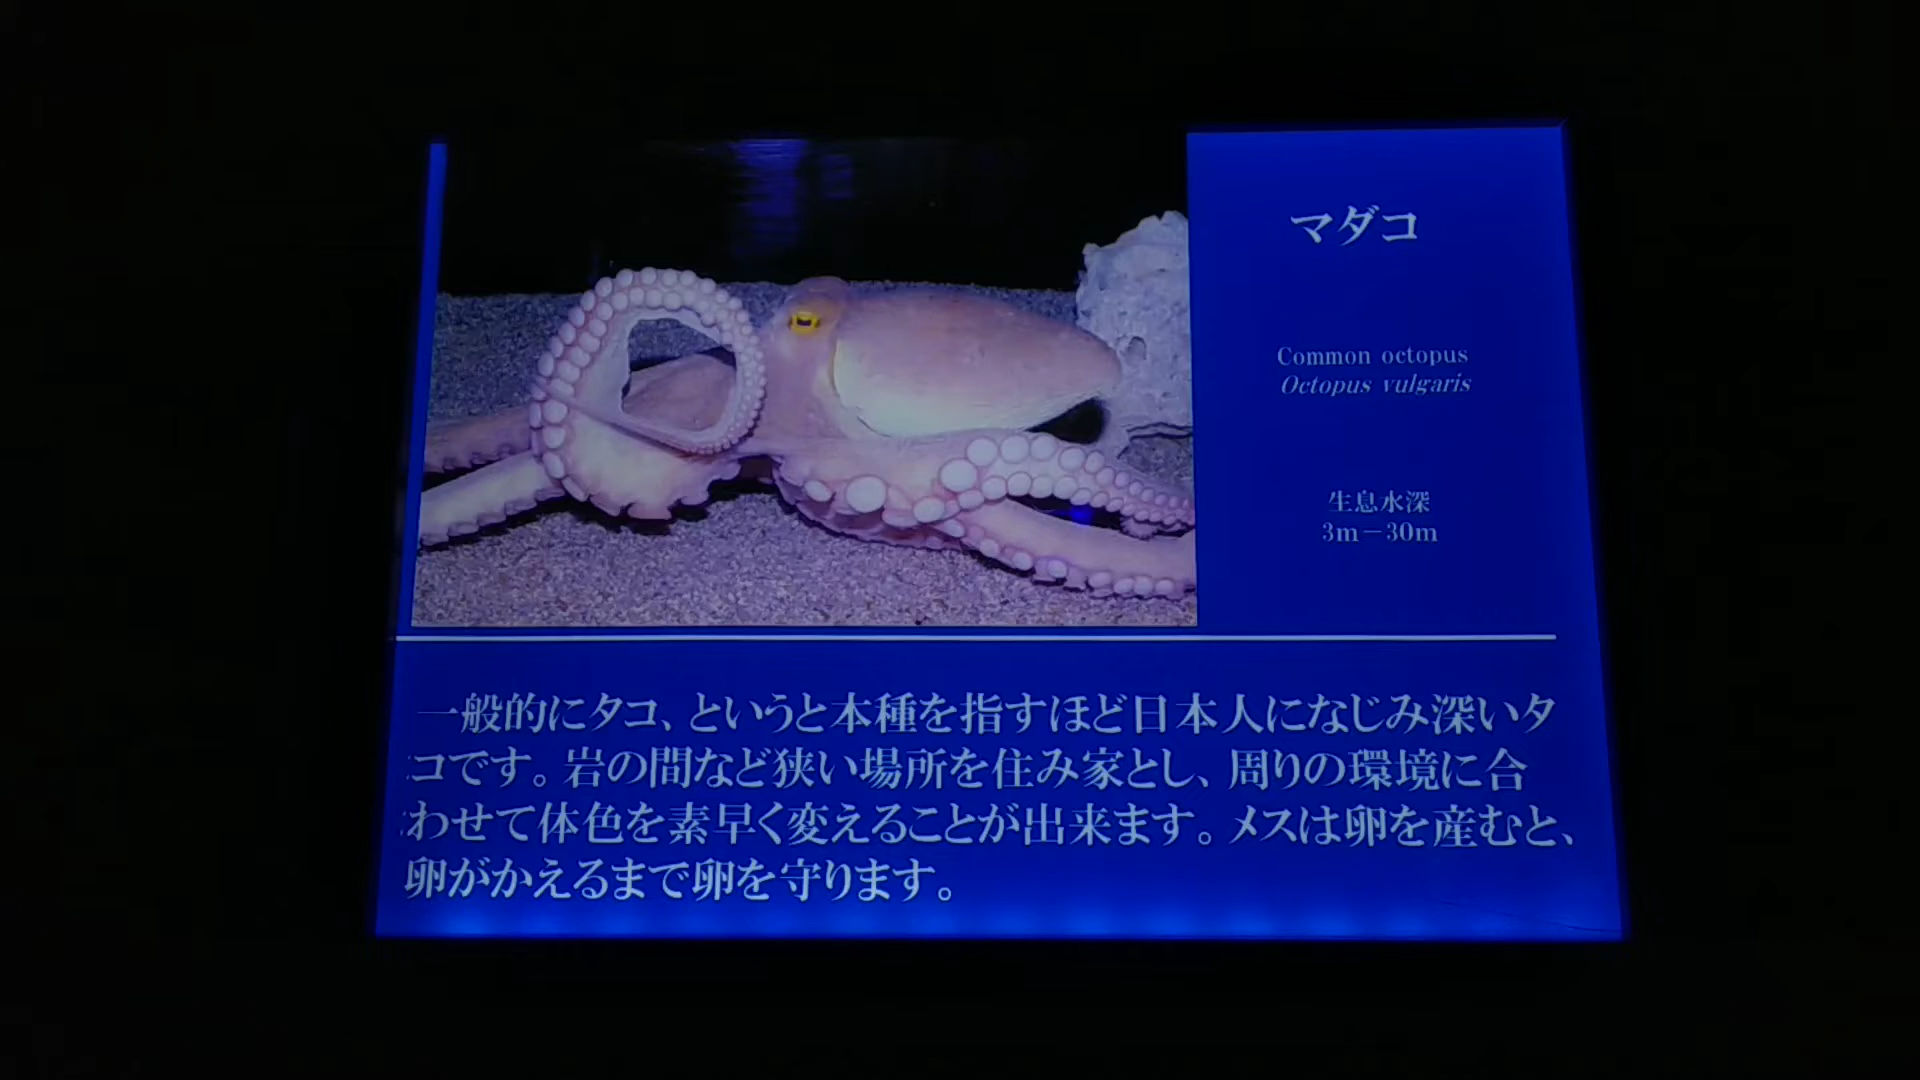 マダコ
Common octopus
Octopus vulgaris
生息水深
3m－30m
一般的にタコ、というと本種を指すほど日本人になじみ深いタ
コです。岩の間など狭い場所を住み家とし、周りの環境に合
わせて体色を素早く変えることが出来ます。メスは卵を産むと、
卵がかえるまで卵を守ります。